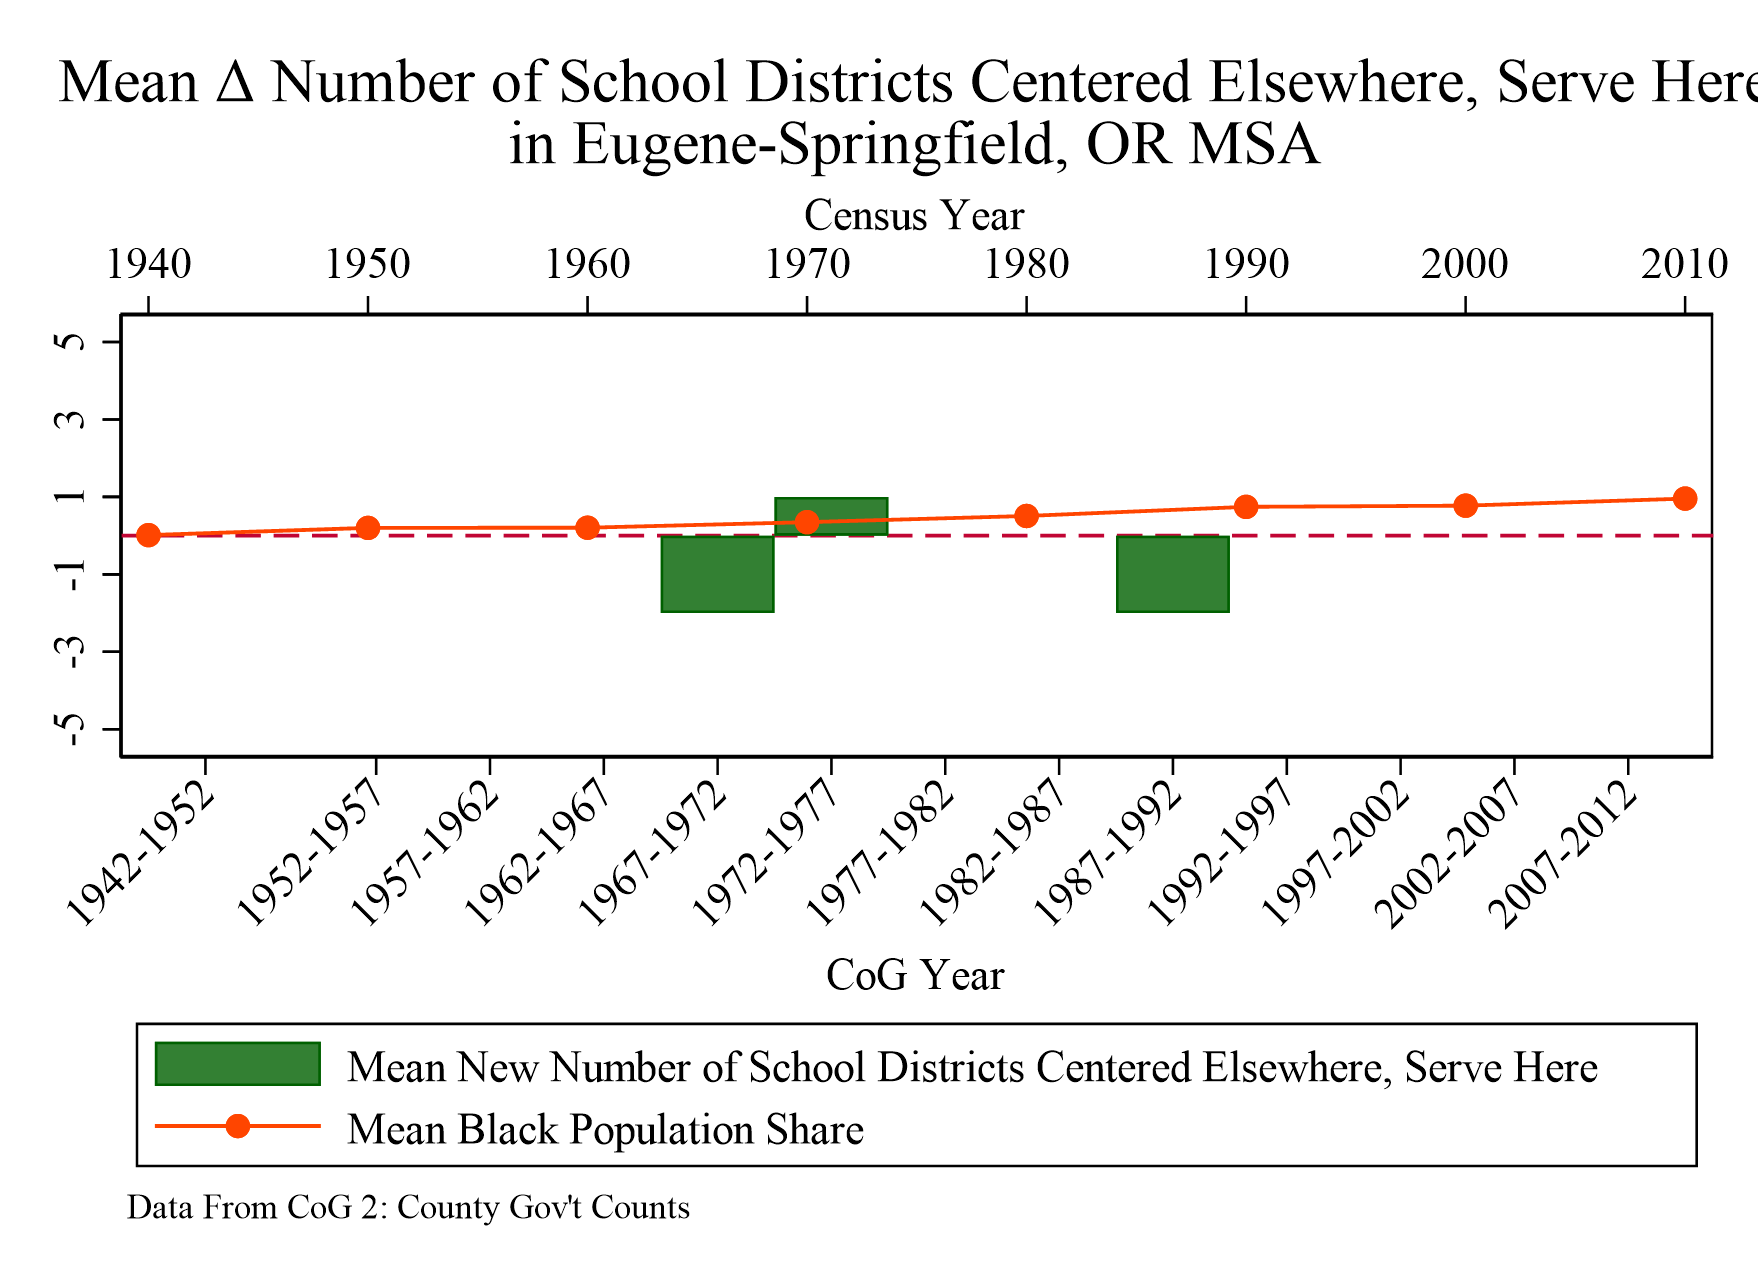 Mean Δ Number of School Districts Centered Elsewhere, Serve Here
in Eugene-Springfield, OR MSA
Census Year
1940 1950 1960 1970 1980 1990 2000 2010
5
3
1
-1
-3
-5
1942-1952 1952-1957 1957-1962 1962-1967 1967-1972 1972-1977 1977-1982 1982-1987 1987-1992 1992-1997 1997-2002 2002-2007 2007-2012
CoG Year
Mean New Number of School Districts Centered Elsewhere, Serve Here
Mean Black Population Share
Data From CoG 2: County Gov't Counts